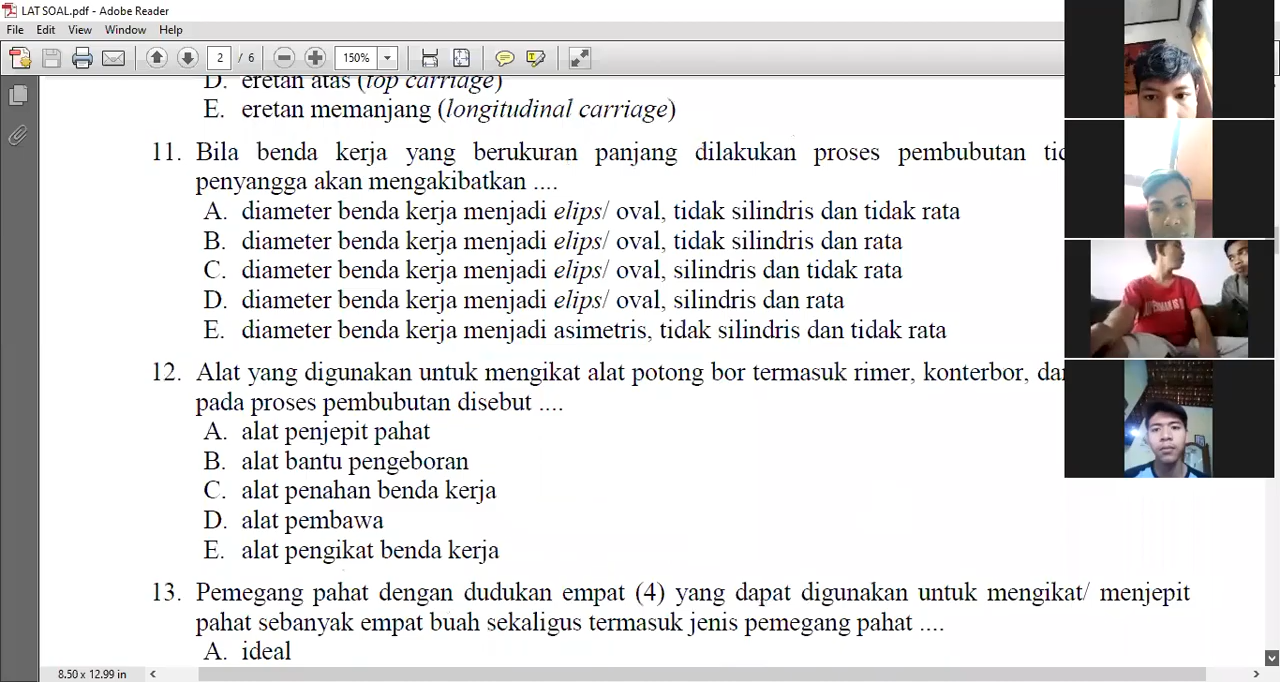 LAT SOAL.pdf - Adobe Reader
File Edit View Window Help
2 / 6 150%
D. eretan atas (top carriage)
E. eretan memanjang (longitudinal carriage)
11. Bila benda kerja yang berukuran panjang dilakukan proses pembubutan
penyangga akan mengakibatkan ....
A. diameter benda kerja menjadi elips/ oval, tidak silindris dan tidak rata
B. diameter benda kerja menjadi elips/ oval, tidak silindris dan rata
C. diameter benda kerja menjadi elips/ oval, silindris dan tidak rata
D. diameter benda kerja menjadi elips/ oval, silindris dan rata
E. diameter benda kerja menjadi asimetris, tidak silindris dan tidak rata
12. Alat yang digunakan untuk mengikat alat potong bor termasuk rimer, konterbor,
pada proses pembubutan disebut ....
A. alat penjepit pahat
B. alat bantu pengeboran
C. alat penahan benda kerja
D. alat pembawa
E. alat pengikat benda kerja
13. Pemegang pahat dengan dudukan empat (4) yang dapat digunakan untuk mengikat/ menjepit
pahat sebanyak empat buah sekaligus termasuk jenis pemegang pahat ....
A. ideal
8.50 x 12.99 in